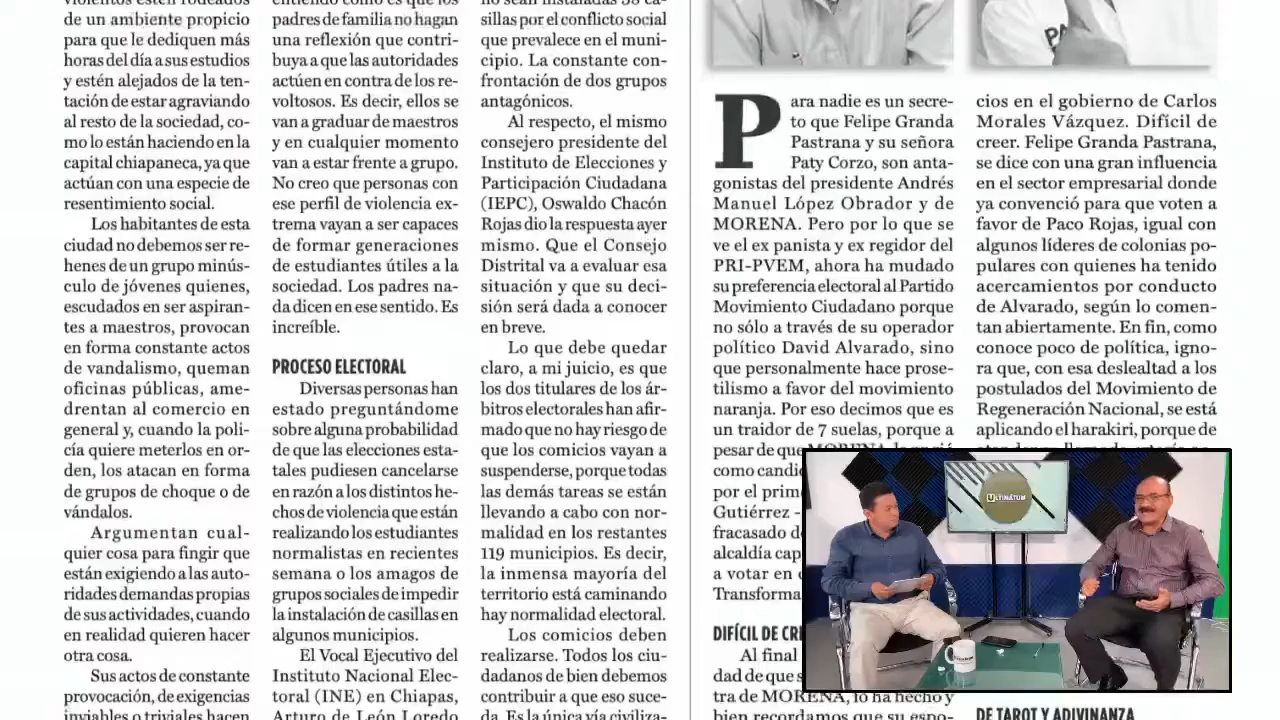 violentos estén rodeados
de un ambiente propicio
para que le dediquen más
horas del día a sus estudios
y estén alejados de la ten-
tación de estar agraviando
al resto de la sociedad, co-
mo lo están haciendo en la
capital chiapaneca, ya que
actúan con una especie de
resentimiento social.
Los habitantes de esta
ciudad no debemos ser re-
henes de un grupo minús-
culo de jóvenes quienes,
escudados en ser aspiran-
tes a maestros, provocan
en forma constante actos
de vandalismo, queman
oficinas públicas, ame-
drentan al comercio en
general y, cuando la poli-
cía quiere meterlos en or-
den, los atacan en forma
de grupos de choque o de
vándalos.
Argumentan cual-
quier cosa para fingir que
están exigiendo a las auto-
ridades demandas propias
de sus actividades, cuando
en realidad quieren hacer
otra cosa.
Sus actos de constante
provocación, de exigencias
inviables o triviales hacen
entiendo cómo es que los
padres de familia no hagan
una reflexión que contri-
buya a que las autoridades
actúen en contra de los re-
voltosos. Es decir, ellos se
van a graduar de maestros
y en cualquier momento
van a estar frente a grupo.
No creo que personas con
ese perfil de violencia ex-
trema vayan a ser capaces
de formar generaciones
de estudiantes útiles a la
sociedad. Los padres na-
da dicen en ese sentido. Es
increíble.
PROCESO ELECTORAL
Diversas personas han
estado preguntándome
sobre alguna probabilidad
de que las elecciones esta-
tales pudiesen cancelarse
en razón a los distintos he-
chos de violencia que están
realizando los estudiantes
normalistas en recientes
semana o los amagos de
grupos sociales de impedir
la instalación de casillas en
algunos municipios.
El Vocal Ejecutivo del
Instituto Nacional Elec-
toral (INE) en Chiapas,
Arturo de León Loredo
no sean instaladas 38 ca-
sillas por el conflicto social
que prevalece en el muni-
cipio. La constante con-
frontación de dos grupos
antagónicos.
Al respecto, el mismo
consejero presidente del
Instituto de Elecciones y
Participación Ciudadana
(IEPC), Oswaldo Chacón
Rojas dio la respuesta ayer
mismo. Que el Consejo
Distrital va a evaluar esa
situación y que su deci-
sión será dada a conocer
en breve.
Lo que debe quedar
claro, a mi juicio, es que
los dos titulares de los ár-
bitros electorales han afir-
mado que no hay riesgo de
que los comicios vayan a
suspenderse, porque todas
las demás tareas se están
llevando a cabo con nor-
malidad en los restantes
119 municipios. Es decir,
la inmensa mayoría del
territorio está caminando
hay normalidad electoral.
Los comicios deben
realizarse. Todos los ciu-
dadanos de bien debemos
contribuir a que eso suce-
da. Es la única vía civiliza-
Para nadie es un secre-
to que Felipe Granda
Pastrana y su señora
Paty Corzo, son anta-
gonistas del presidente Andrés
Manuel López Obrador y de
MORENA. Pero por lo que se
ve el ex panista y ex regidor del
PRI-PVEM, ahora ha mudado
su preferencia electoral al Partido
Movimiento Ciudadano porque
no sólo a través de su operador
político David Alvarado, sino
que personalmente hace prose-
tilismo a favor del movimiento
naranja. Por eso decimos que es
un traidor de 7 suelas, porque a
pesar de que MORENA
como candi
por el prim
Gutiérrez -
fracasado d
alcaldía cap
a votar en
Transforma
DIFÍCIL DE CRE
Al final
dad de que s
tra de MORENA, lo ha hecho y
bien recordamos que su espo-
cios en el gobierno de Carlos
Morales Vázquez. Difícil de
creer. Felipe Granda Pastrana,
se dice con una gran influencia
en el sector empresarial donde
ya convenció para que voten a
favor de Paco Rojas, igual con
algunos líderes de colonias po-
pulares con quienes ha tenido
acercamientos por conducto
de Alvarado, según lo comen-
tan abiertamente. En fin, como
conoce poco de política, igno-
ra que, con esa deslealtad a los
postulados del Movimiento de
Regeneración Nacional, se está
aplicando el harakiri, porque de
DE TAROT Y ADIVINANZA
ULTIMÁTUM